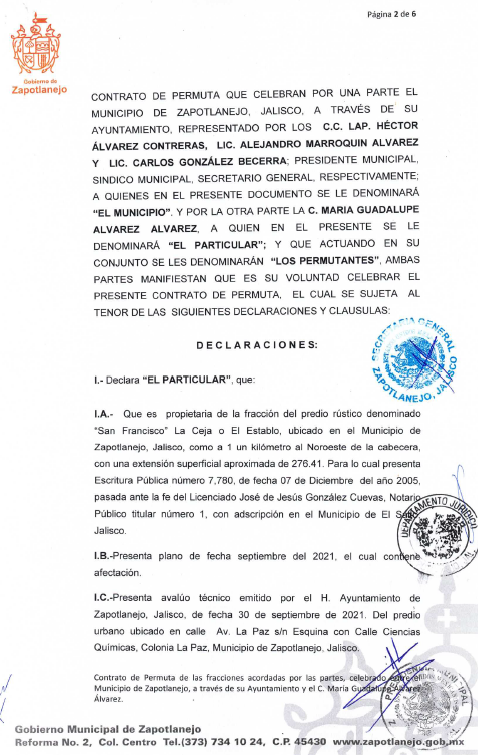 Página 2 de 6
Gobierno de
Zapotlanejo
CONTRATO DE PERMUTA QUE CELEBRAN POR UNA PARTE EL
MUNICIPIO DE ZAPOTLANEJO, JALISCO, A TRAVÉS DE SU
AYUNTAMIENTO, REPRESENTADO POR LOS C.C. LAP. HÉCTOR
ÁLVAREZ CONTRERAS, LIC. ALEJANDRO MARROQUIN ALVAREZ
Y LIC. CARLOS GONZÁLEZ BECERRA; PRESIDENTE MUNICIPAL,
SINDICO MUNICIPAL, SECRETARIO GENERAL, RESPECTIVAMENTE;
A QUIENES EN EL PRESENTE DOCUMENTO SE LE DENOMINARÁ
“EL MUNICIPIO”. Y POR LA OTRA PARTE LA C. MARIA GUADALUPE
ALVAREZ ALVAREZ, A QUIEN EN EL PRESENTE SE LE
DENOMINARÁ “EL PARTICULAR”; Y QUE ACTUANDO EN SU
CONJUNTO SE LES DENOMINARÁN “LOS PERMUTANTES”, AMBAS
PARTES MANIFIESTAN QUE ES SU VOLUNTAD CELEBRAR EL
PRESENTE CONTRATO DE PERMUTA, EL CUAL SE SUJETA AL
TENOR DE LAS SIGUIENTES DECLARACIONES Y CLAUSULAS:
DECLARACIONES:
SECRETARIA GENERAL
ZAPOTLANEJO, JALISCO
I.- Declara “EL PARTICULAR”, que:
I.A.- Que es propietaria de la fracción del predio rústico denominado
“San Francisco” La Ceja o El Establo, ubicado en el Municipio de
Zapotlanejo, Jalisco, como a 1 un kilómetro al Noroeste de la cabecera,
con una extensión superficial aproximada de 276.41. Para lo cual presenta
Escritura Pública número 7,780, de fecha 07 de Diciembre del año 2005,
pasada ante la fe del Licenciado José de Jesús González Cuevas, Notario
Público titular número 1, con adscripción en el Municipio de El
Jalisco.
DEPARTAMENTO JURIDICO
I.B.-Presenta plano de fecha septiembre del 2021, el cual contiene
afectación.
I.C.-Presenta avalúo técnico emitido por el H. Ayuntamiento de
Zapotlanejo, Jalisco, de fecha 30 de septiembre de 2021. Del predio
urbano ubicado en calle Av. La Paz s/n Esquina con Calle Ciencias
Químicas, Colonia La Paz, Municipio de Zapotlanejo, Jalisco.
Contrato de Permuta de las fracciones acordadas por las partes, celebrado entre el
Municipio de Zapotlanejo, a través de su Ayuntamiento y el C. María Guadalupe Álvarez
Álvarez.
Gobierno Municipal de Zapotlanejo
Reforma No. 2, Col. Centro Tel.(373) 734 10 24, C.P. 45430 www.zapotlanejo.gob.mx